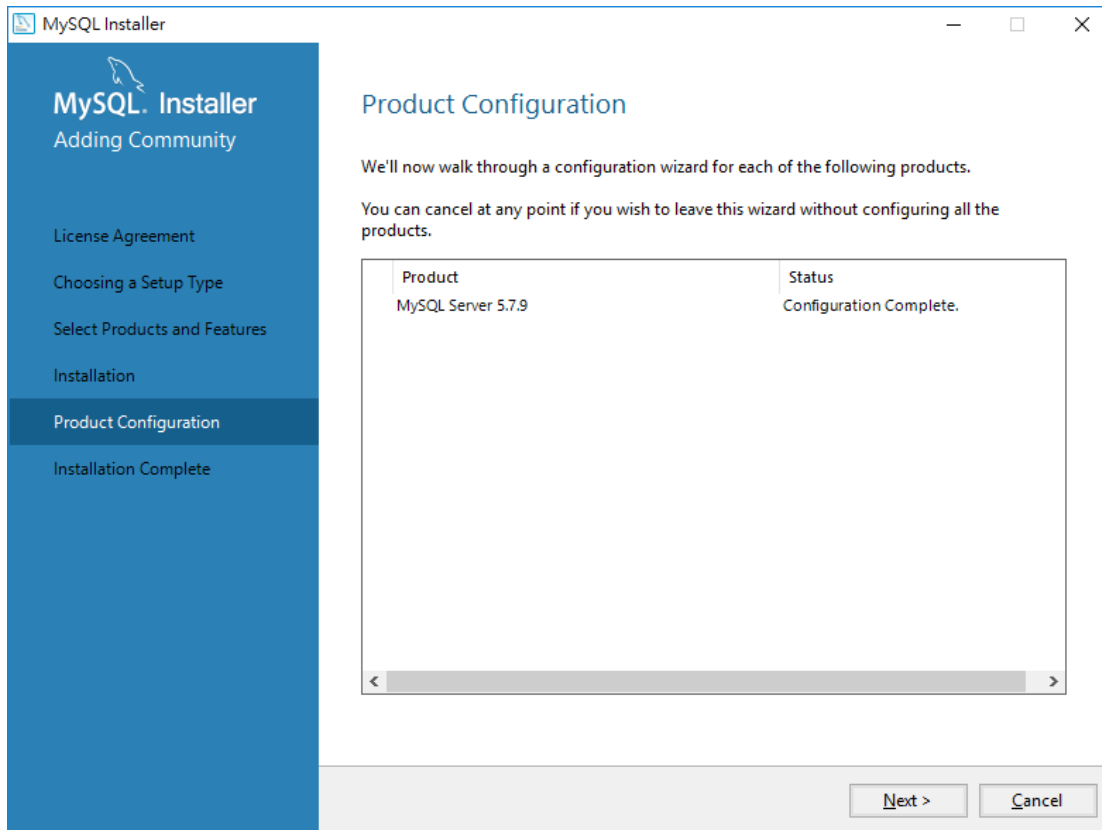 MySQL Installer
MySQL. Installer
Adding Community
License Agreement
Choosing a Setup Type
Select Products and Features
Installation
Product Configuration
Installation Complete
Product Configuration
We'll now walk through a configuration wizard for each of the following products.
You can cancel at any point if you wish to leave this wizard without configuring all the
products.
Product Status
MySQL Server 5.7.9 Configuration Complete.
Next > Cancel